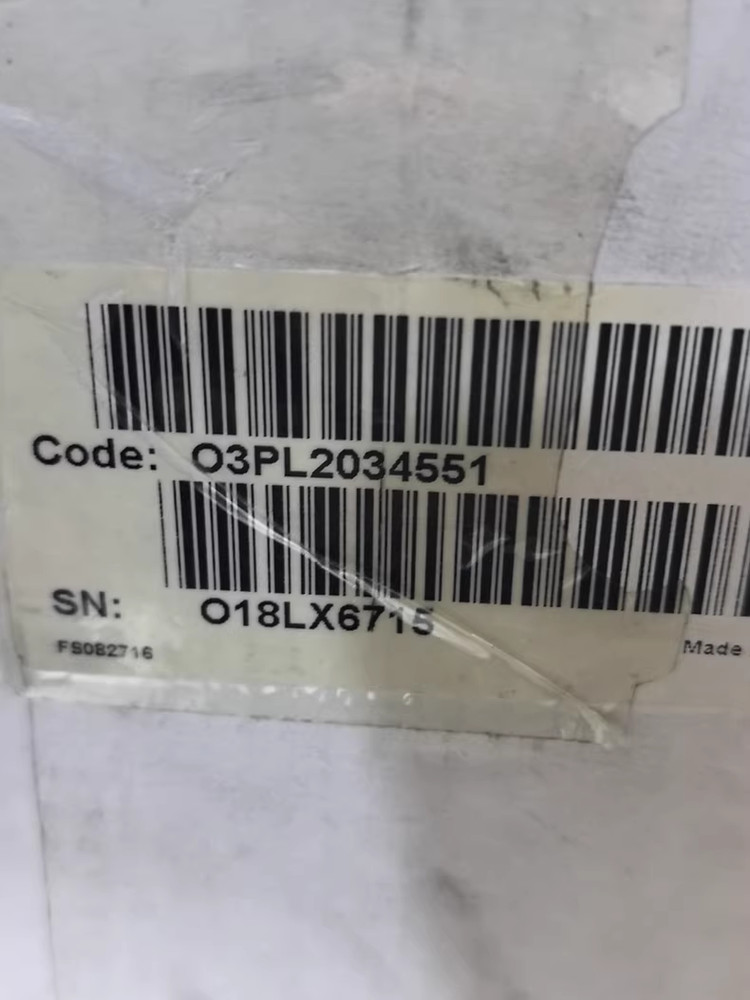 Code: O3PL2034551
SN: O18LX6715
FS082716
Made